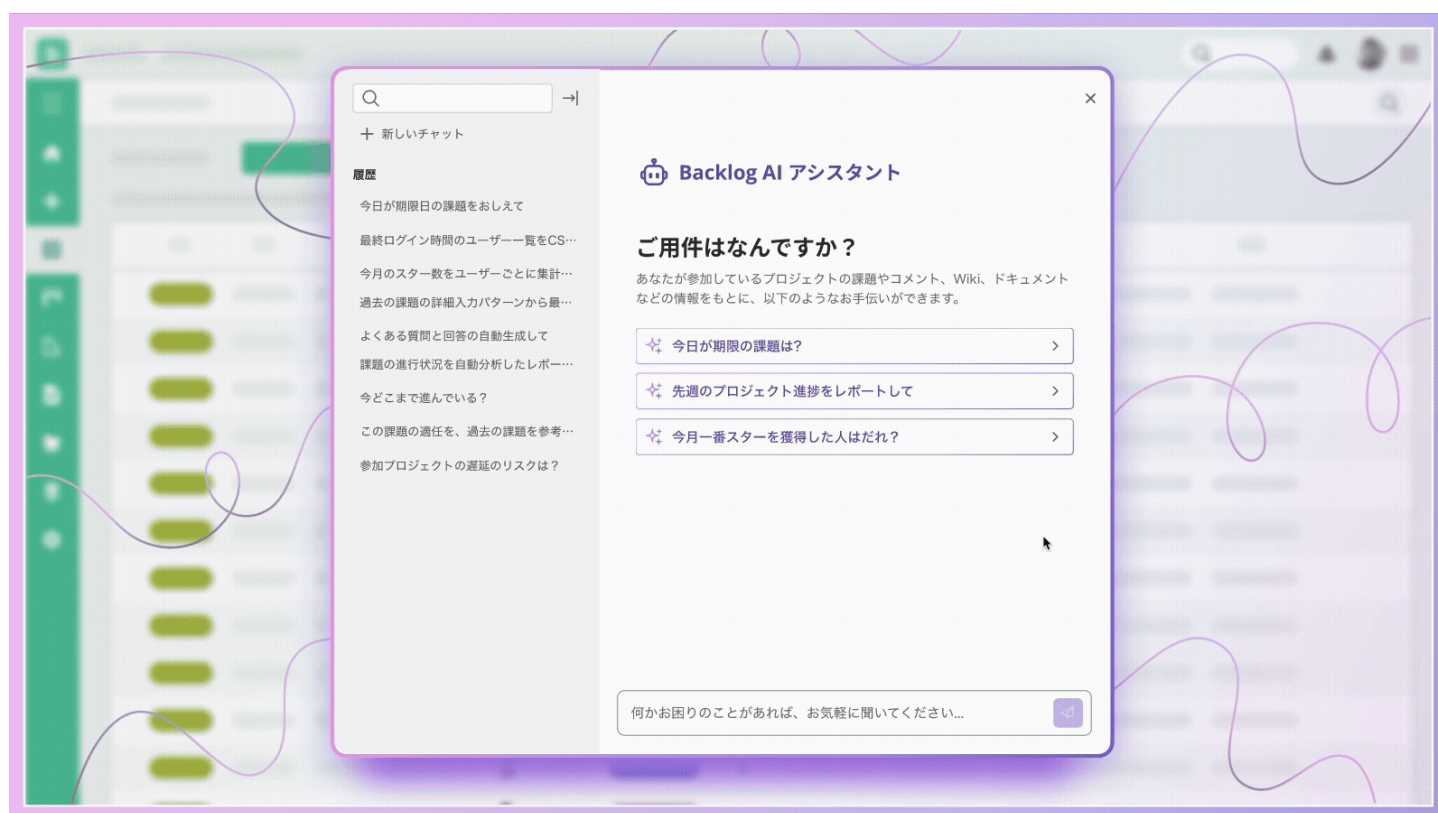 新しいチャット
履歴
今日が期限日の課題をおしえて
最終ログイン時間のユーザー一覧をCS…
今月のスター数をユーザーごとに集計…
過去の課題の詳細入力パターンから最…
よくある質問と回答の自動生成して
課題の進行状況を自動分析したレポー…
今どこまで進んでいる？
この課題の適任を、過去の課題を参考…
参加プロジェクトの遅延のリスクは？
Backlog AI アシスタント
ご用件はなんですか？
あなたが参加しているプロジェクトの課題やコメント、Wiki、ドキュメント
などの情報をもとに、以下のようなお手伝いができます。
今日が期限の課題は?
先週のプロジェクト進捗をレポートして
今月一番スターを獲得した人はだれ？
何かお困りのことがあれば、お気軽に聞いてください...